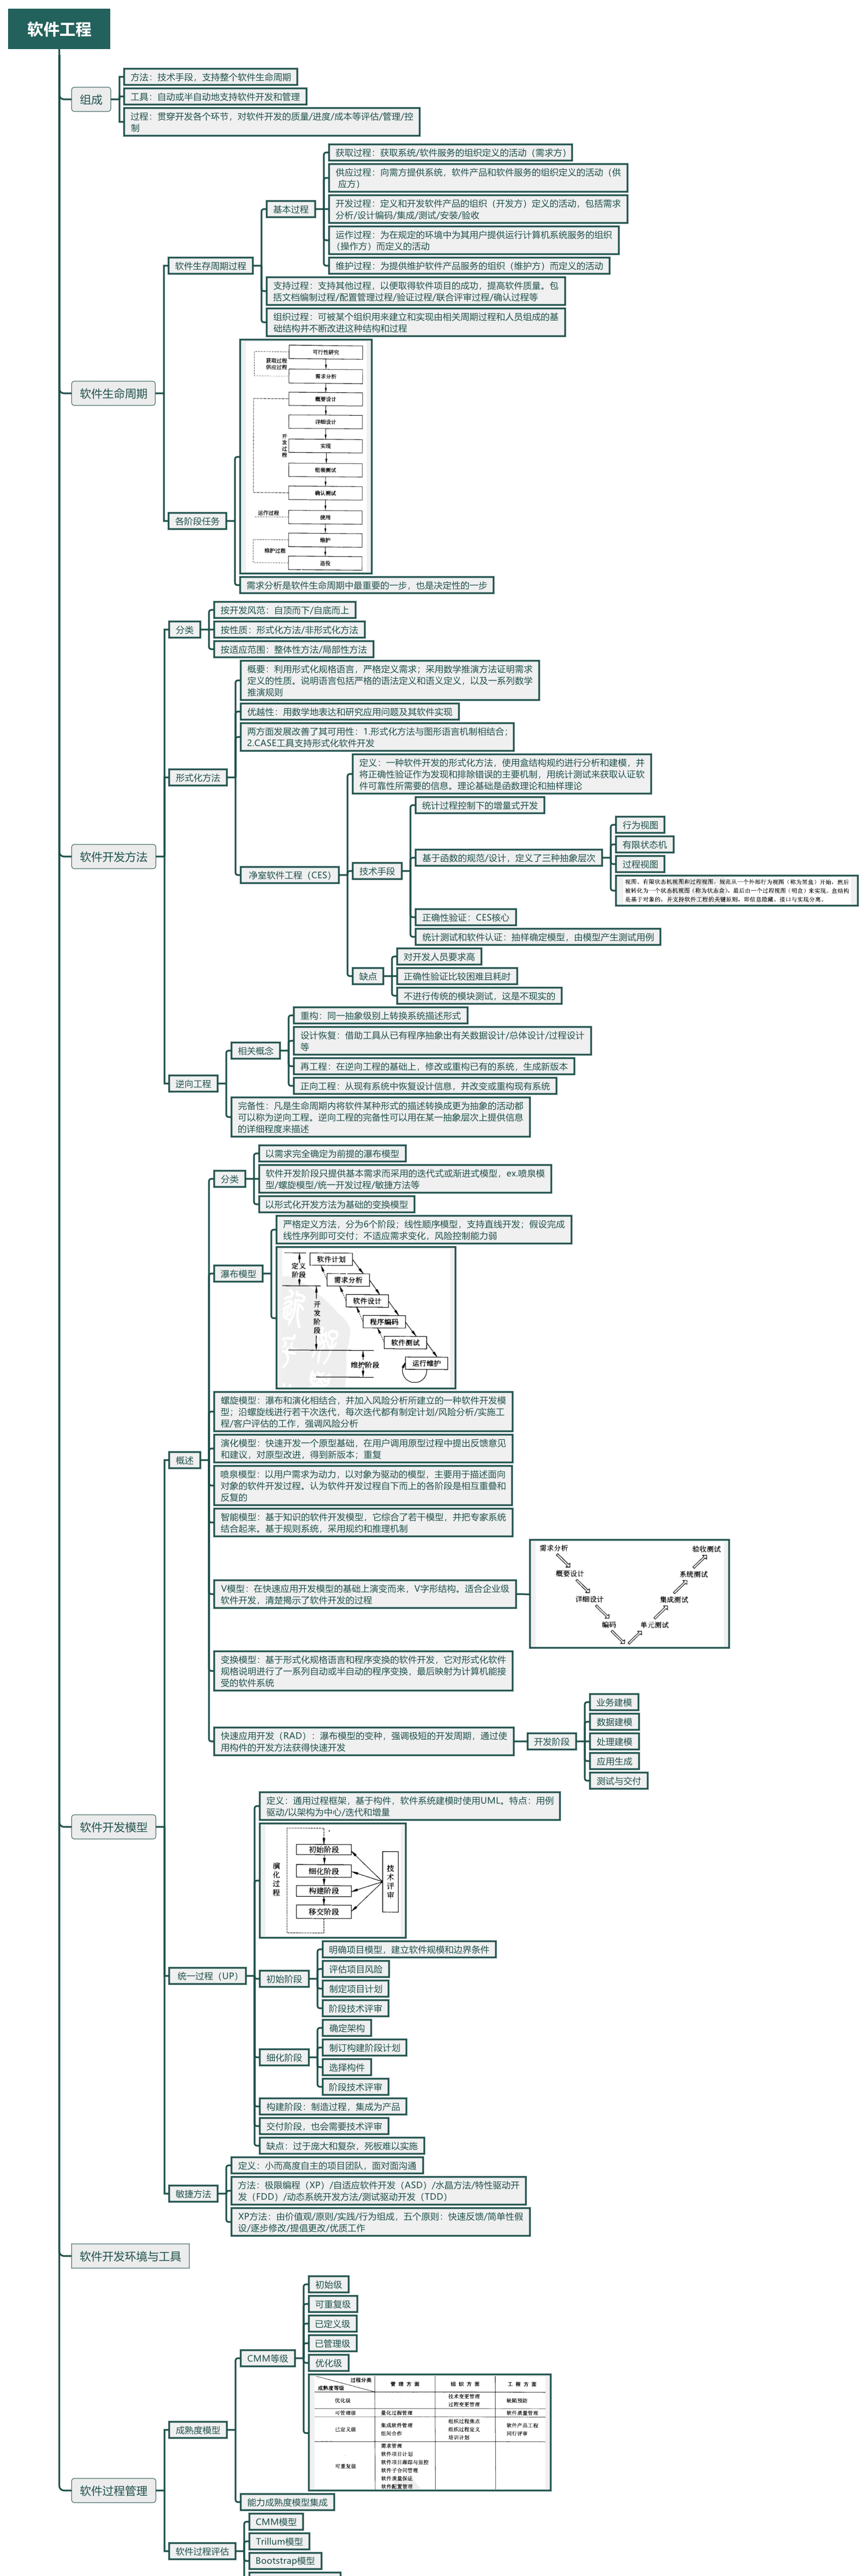 软件工程
组成
方法：技术手段，支持整个软件生命周期
工具：自动或半自动地支持软件开发和管理
过程：贯穿开发各个环节，对软件开发的质量/进度/成本等评估/管理/控
制
软件生命周期
软件生存周期过程
基本过程
获取过程：获取系统/软件服务的组织定义的活动（需求方）
供应过程：向需方提供系统，软件产品和软件服务的组织定义的活动（供
应方）
开发过程：定义和开发软件产品的组织（开发方）定义的活动，包括需求
分析/设计编码/集成/测试/安装/验收
运作过程：为在规定的环境中为其用户提供运行计算机系统服务的组织
（操作方）而定义的活动
维护过程：为提供维护软件产品服务的组织（维护方）而定义的活动
支持过程：支持其他过程，以便取得软件项目的成功，提高软件质量。包
括文档编制过程/配置管理过程/验证过程/联合评审过程/确认过程等
组织过程：可被某个组织用来建立和实现由相关周期过程和人员组成的基
础结构并不断改进这种结构和过程
各阶段任务
可行性研究
获取过程
供应过程
需求分析
概要设计
详细设计
开发过程
实现
组装测试
确认测试
运作过程
使用
维护
维护过程
退役
需求分析是软件生命周期中最重要的一步，也是决定性的一步
软件开发方法
分类
按开发风范：自顶而下/自底而上
按性质：形式化方法/非形式化方法
按适应范围：整体性方法/局部性方法
形式化方法
概要：利用形式化规格语言，严格定义需求；采用数学推演方法证明需求
定义的性质。说明语言包括严格的语法定义和语义定义，以及一系列数学
推演规则
优越性：用数学地表达和研究应用问题及其软件实现
两方面发展改善了其可用性：1.形式化方法与图形语言机制相结合；
2.CASE工具支持形式化软件开发
净室软件工程（CES）
定义：一种软件开发的形式化方法，使用盒结构规约进行分析和建模，并
将正确性验证作为发现和排除错误的主要机制，用统计测试来获取认证软
件可靠性所需要的信息。理论基础是函数理论和抽样理论
技术手段
统计过程控制下的增量式开发
基于函数的规范/设计，定义了三种抽象层次
行为视图
有限状态机
过程视图
视图、有限状态机视图和过程视图。规范从一个外部行为视图（称为黑盒）开始，然后
被转化为一个状态机视图（称为状态盒），最后由一个过程视图（明盒）来实现。盒结构
是基于对象的，并支持软件工程的关键原则，即信息隐藏、接口与实现分离。
正确性验证：CES核心
统计测试和软件认证：抽样确定模型，由模型产生测试用例
缺点
对开发人员要求高
正确性验证比较困难且耗时
不进行传统的模块测试，这是不现实的
逆向工程
相关概念
重构：同一抽象级别上转换系统描述形式
设计恢复：借助工具从已有程序抽象出有关数据设计/总体设计/过程设计
等
再工程：在逆向工程的基础上，修改或重构已有的系统，生成新版本
正向工程：从现有系统中恢复设计信息，并改变或重构现有系统
完备性：凡是生命周期内将软件某种形式的描述转换成更为抽象的活动都
可以称为逆向工程。逆向工程的完备性可以用在某一抽象层次上提供信息
的详细程度来描述
软件开发模型
概述
分类
以需求完全确定为前提的瀑布模型
软件开发阶段只提供基本需求而采用的迭代式或渐进式模型，ex.喷泉模
型/螺旋模型/统一开发过程/敏捷方法等
以形式化开发方法为基础的变换模型
瀑布模型
严格定义方法，分为6个阶段；线性顺序模型，支持直线开发；假设完成
线性序列即可交付；不适应需求变化，风险控制能力弱
定义
阶段
软件计划
需求分析
开发阶段
软件设计
程序编码
软件测试
维护阶段
运行维护
螺旋模型：瀑布和演化相结合，并加入风险分析所建立的一种软件开发模
型；沿螺旋线进行若干次迭代，每次迭代都有制定计划/风险分析/实施工
程/客户评估的工作，强调风险分析
演化模型：快速开发一个原型基础，在用户调用原型过程中提出反馈意见
和建议，对原型改进，得到新版本；重复
喷泉模型：以用户需求为动力，以对象为驱动的模型，主要用于描述面向
对象的软件开发过程。认为软件开发过程自下而上的各阶段是相互重叠和
反复的
智能模型：基于知识的软件开发模型，它综合了若干模型，并把专家系统
结合起来。基于规则系统，采用规约和推理机制
V模型：在快速应用开发模型的基础上演变而来，V字形结构。适合企业级
软件开发，清楚揭示了软件开发的过程
需求分析
验收测试
概要设计
系统测试
详细设计
集成测试
编码
单元测试
变换模型：基于形式化规格语言和程序变换的软件开发，它对形式化软件
规格说明进行了一系列自动或半自动的程序变换，最后映射为计算机能接
受的软件系统
快速应用开发（RAD）：瀑布模型的变种，强调极短的开发周期，通过使
用构件的开发方法获得快速开发
开发阶段
业务建模
数据建模
处理建模
应用生成
测试与交付
统一过程（UP）
定义：通用过程框架，基于构件，软件系统建模时使用UML。特点：用例
驱动/以架构为中心/迭代和增量
演化过程
初始阶段
细化阶段
构建阶段
移交阶段
技术评审
初始阶段
明确项目模型，建立软件规模和边界条件
评估项目风险
制定项目计划
阶段技术评审
细化阶段
确定架构
制订构建阶段计划
选择构件
阶段技术评审
构建阶段：制造过程，集成为产品
交付阶段，也会需要技术评审
缺点：过于庞大和复杂，死板难以实施
敏捷方法
定义：小而高度自主的项目团队，面对面沟通
方法：极限编程（XP）/自适应软件开发（ASD）/水晶方法/特性驱动开
发（FDD）/动态系统开发方法/测试驱动开发（TDD）
XP方法：由价值观/原则/实践/行为组成，五个原则：快速反馈/简单性假
设/逐步修改/提倡更改/优质工作
软件开发环境与工具
软件过程管理
成熟度模型
CMM等级
初始级
可重复级
已定义级
已管理级
优化级
过程分类
成熟度等级
管理方面
组织方面
工程方面
优化级
技术变更管理
过程变更管理
缺陷预防
可管理级
量化过程管理
软件质量管理
已定义级
集成软件管理
组间合作
组织过程焦点
组织过程定义
培训计划
软件产品工程
同行评审
可重复级
需求管理
软件项目计划
软件项目跟踪与监控
软件子合同管理
软件质量保证
软件配置管理
能力成熟度模型集成
软件过程评估
CMM模型
Trillum模型
Bootstrap模型